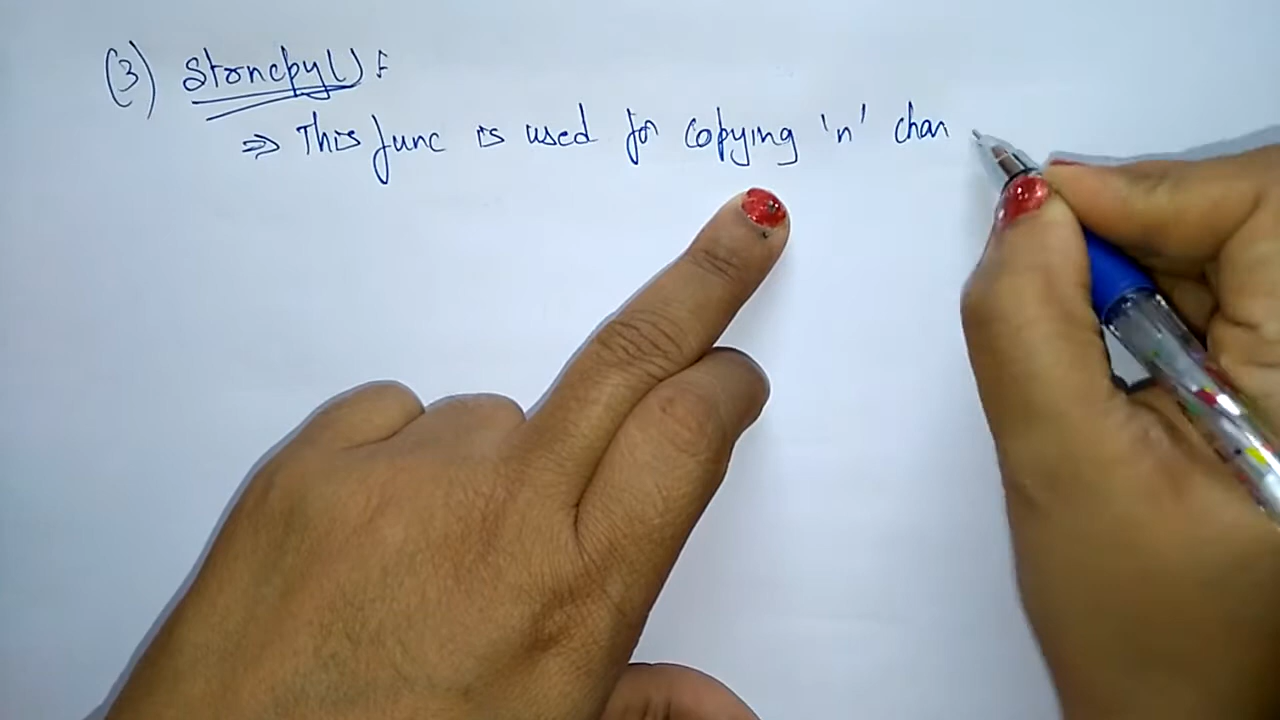 (3) strncpy() :
⇒ This func is used for copying 'n' char